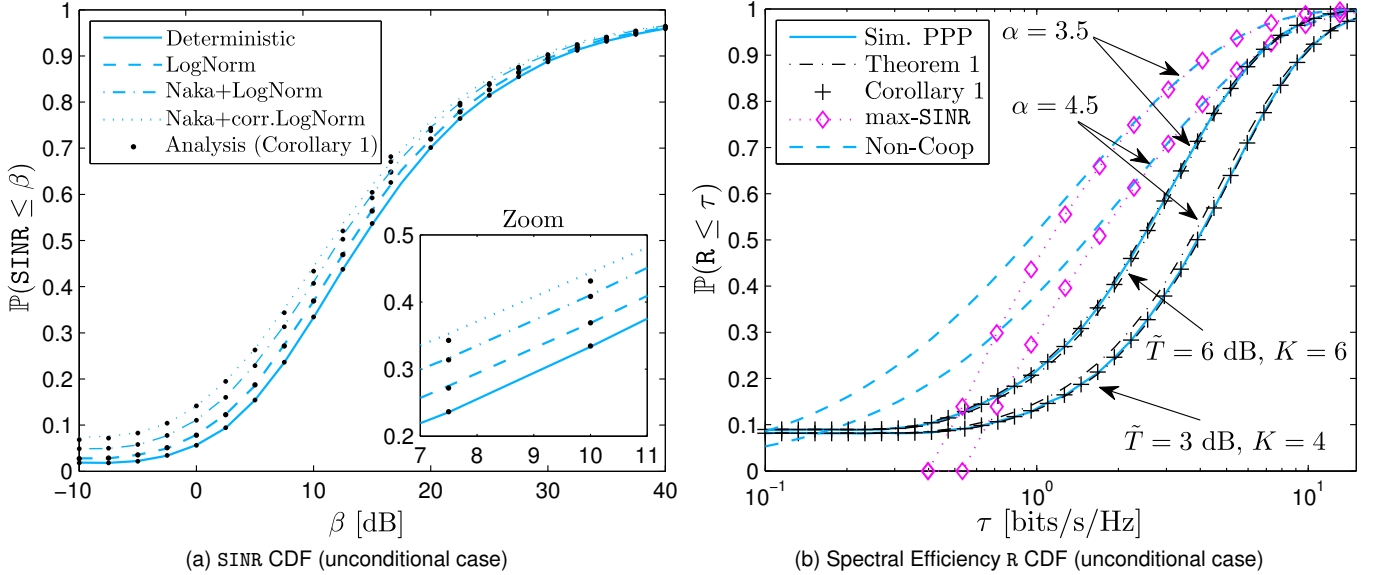 1
0.9
0.8
0.7
0.6
0.5
0.4
0.3
0.2
0.1
0
ℙ(SINR ≤ β)
Deterministic
LogNorm
Naka+LogNorm
Naka+corr.LogNorm
Analysis (Corollary 1)
Zoom
0.5
0.4
0.3
0.2
7 8 9 10 11
−10 0 10 20 30 40
β [dB]
(a) SINR CDF (unconditional case)
1
0.9
0.8
0.7
0.6
0.5
0.4
0.3
0.2
0.1
0
ℙ(R ≤ τ)
Sim. PPP
Theorem 1
Corollary 1
max-SINR
Non-Coop
α = 3.5
α = 4.5
T̃ = 6 dB, K = 6
T̃ = 3 dB, K = 4
10⁻¹ 10⁰ 10¹
τ [bits/s/Hz]
(b) Spectral Efficiency R CDF (unconditional case)